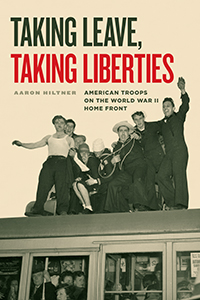 TAKING LEAVE,
TAKING LIBERTIES
AARON HILTNER
AMERICAN TROOPS
ON THE WORLD WAR II
HOME FRONT